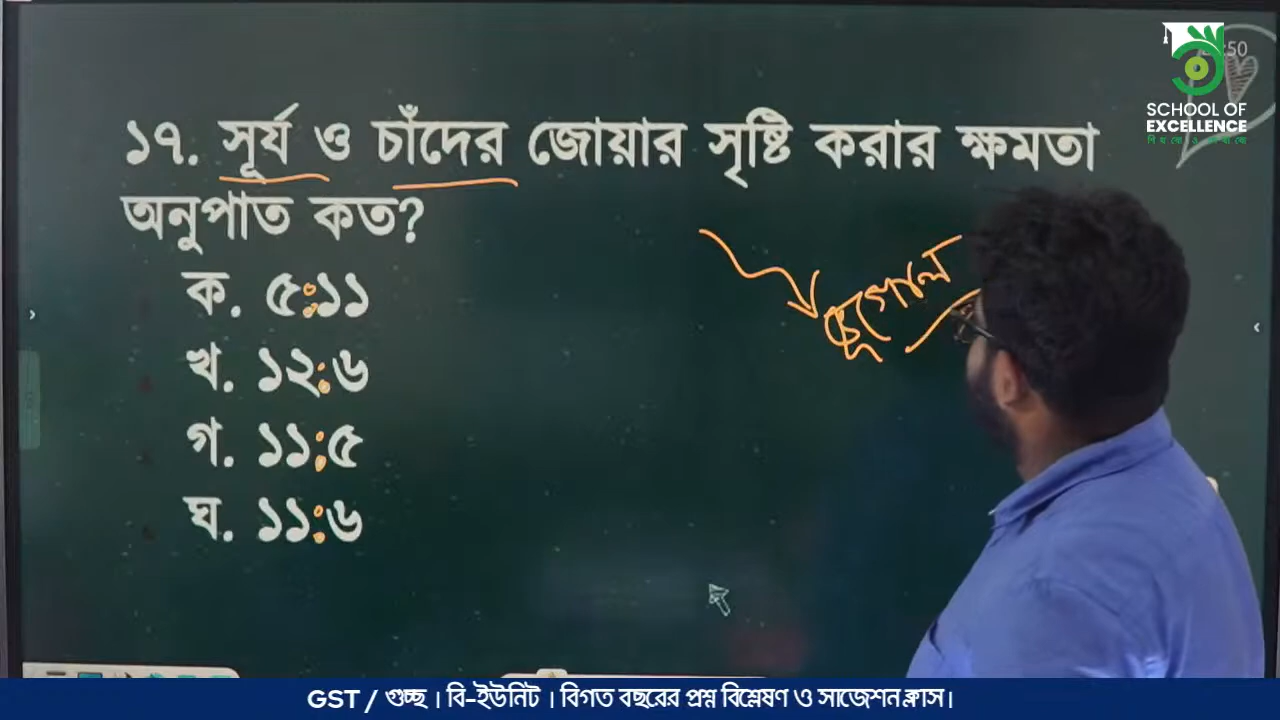 :50
SCHOOL OF
EXCELLENCE
১৭. সূর্য ও চাঁদের জোয়ার সৃষ্টি করার ক্ষমতা
অনুপাত কত?
ভূগোল
ক. ৫:১১
খ. ১২:৬
গ. ১১:৫
ঘ. ১১:৬
GST / গুচ্ছ । বি-ইউনিট । বিগত বছরের প্রশ্ন বিশ্লেষণ ও সাজেশন ক্লাস।